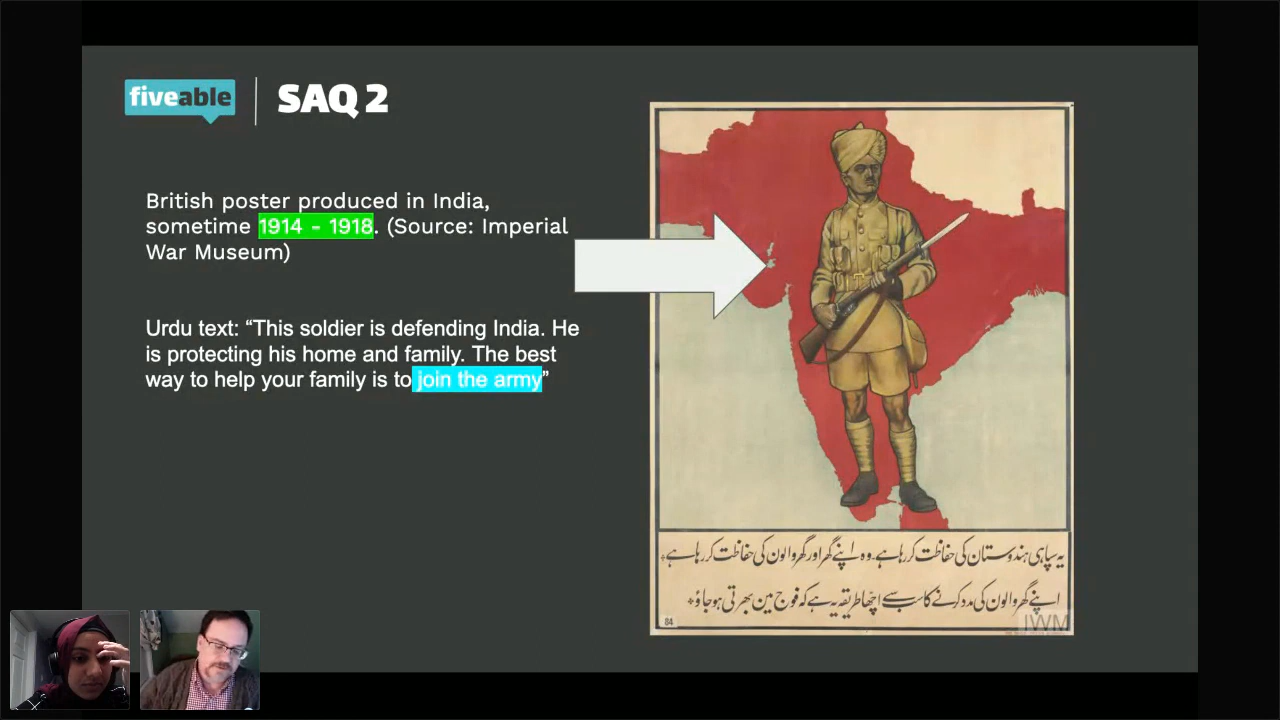 fiveable
SAQ 2
British poster produced in India,
sometime 1914 - 1918. (Source: Imperial
War Museum)
Urdu text: “This soldier is defending India. He
is protecting his home and family. The best
way to help your family is to join the army”
یہ سپاہی ہندوستان کی حفاظت کر رہا ہے۔ وہ اپنے گھر اور گھر والون کی حفاظت کر رہا ہے
اپنے گھر والون کی مدد کرنے کا سب سے اچھا طریقہ یہ ہے کہ فوج مین بھرتی ہو جاؤ
84
IWM